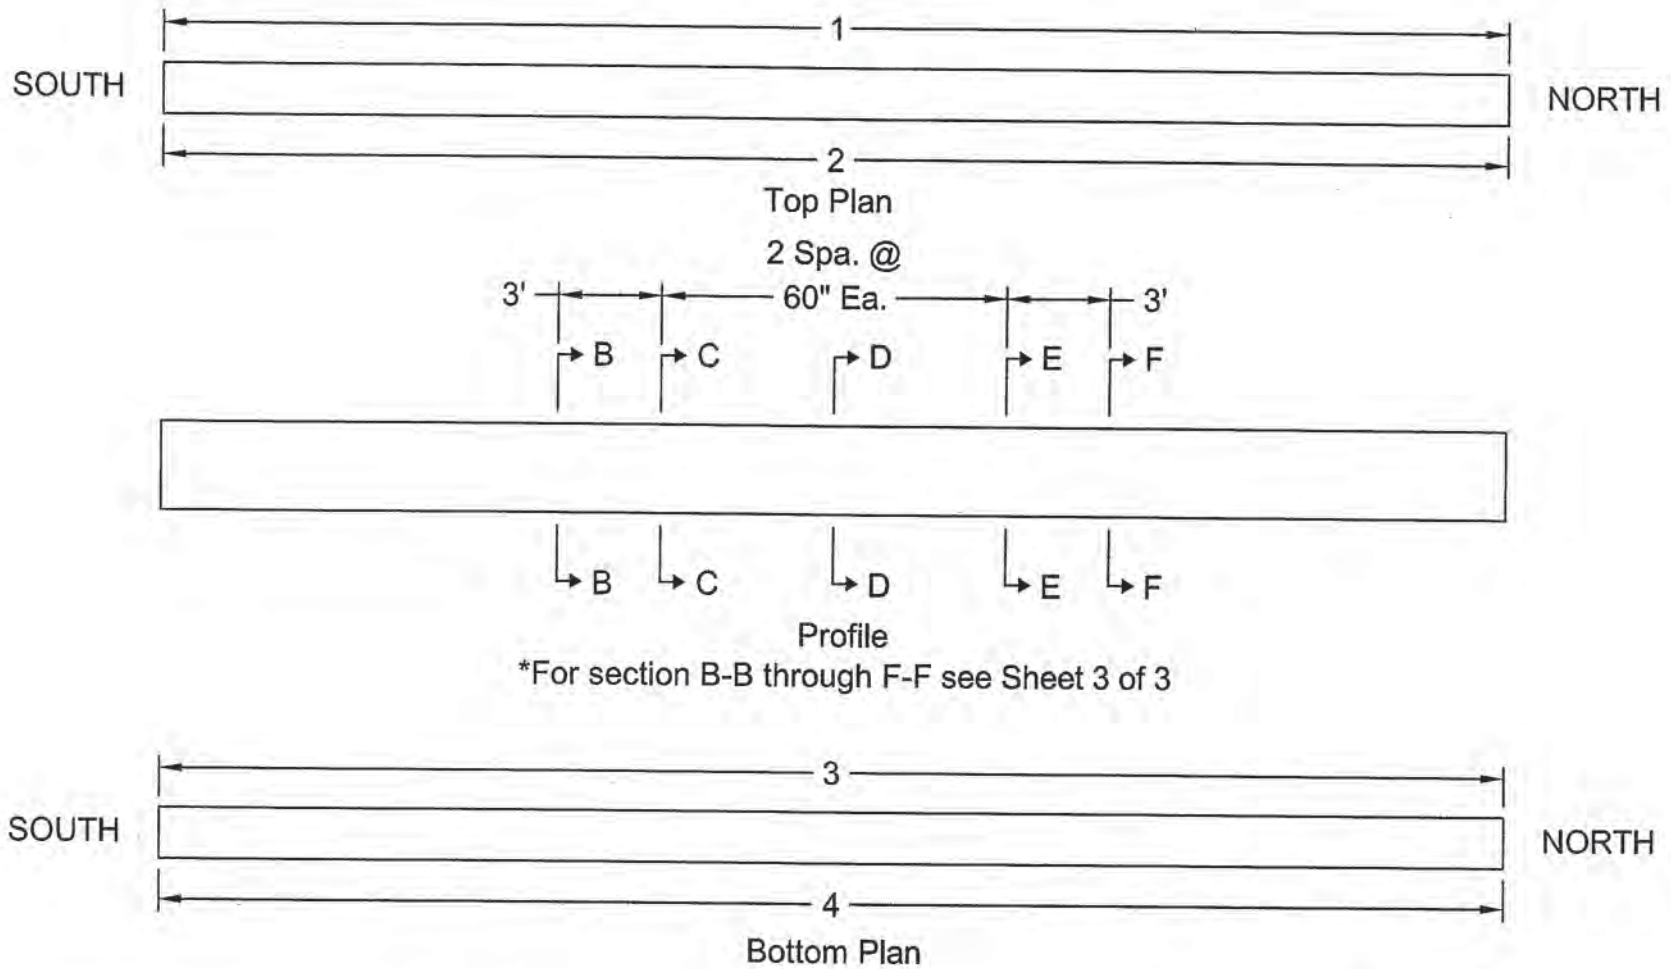 1
SOUTH
NORTH
2
Top Plan
2 Spa. @
3' 60" Ea. 3'
B C D E F
B C D E F
Profile
*For section B-B through F-F see Sheet 3 of 3
3
SOUTH
NORTH
4
Bottom Plan